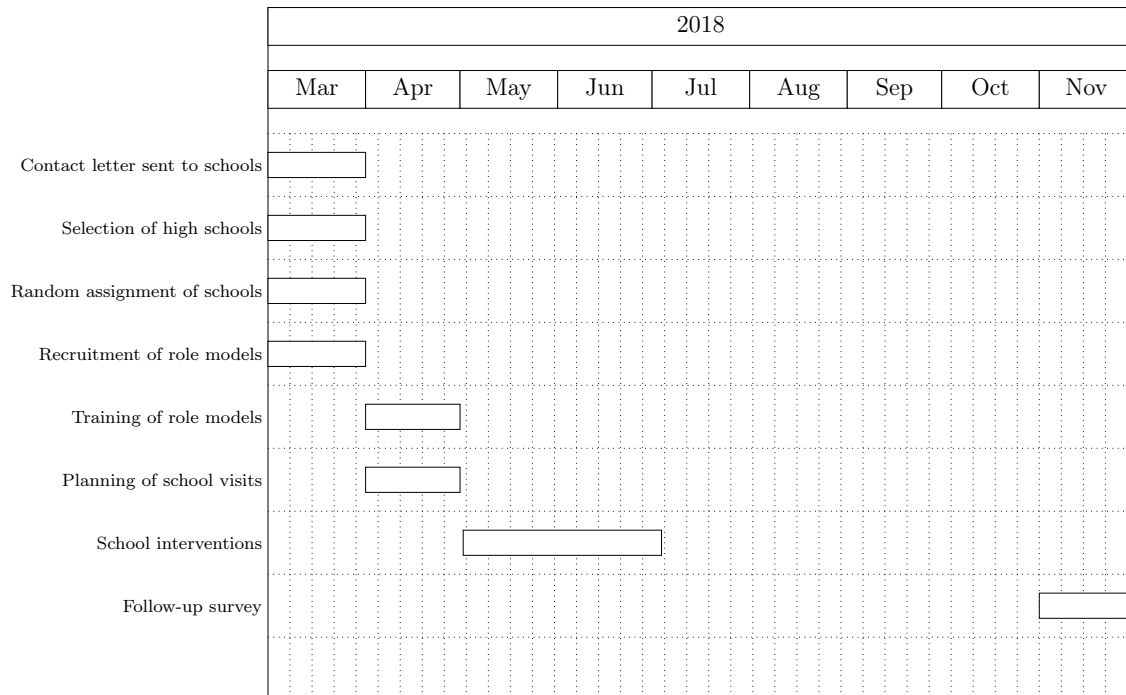 2018
Mar Apr May Jun Jul Aug Sep Oct Nov
Contact letter sent to schools
Selection of high schools
Random assignment of schools
Recruitment of role models
Training of role models
Planning of school visits
School interventions
Follow-up survey